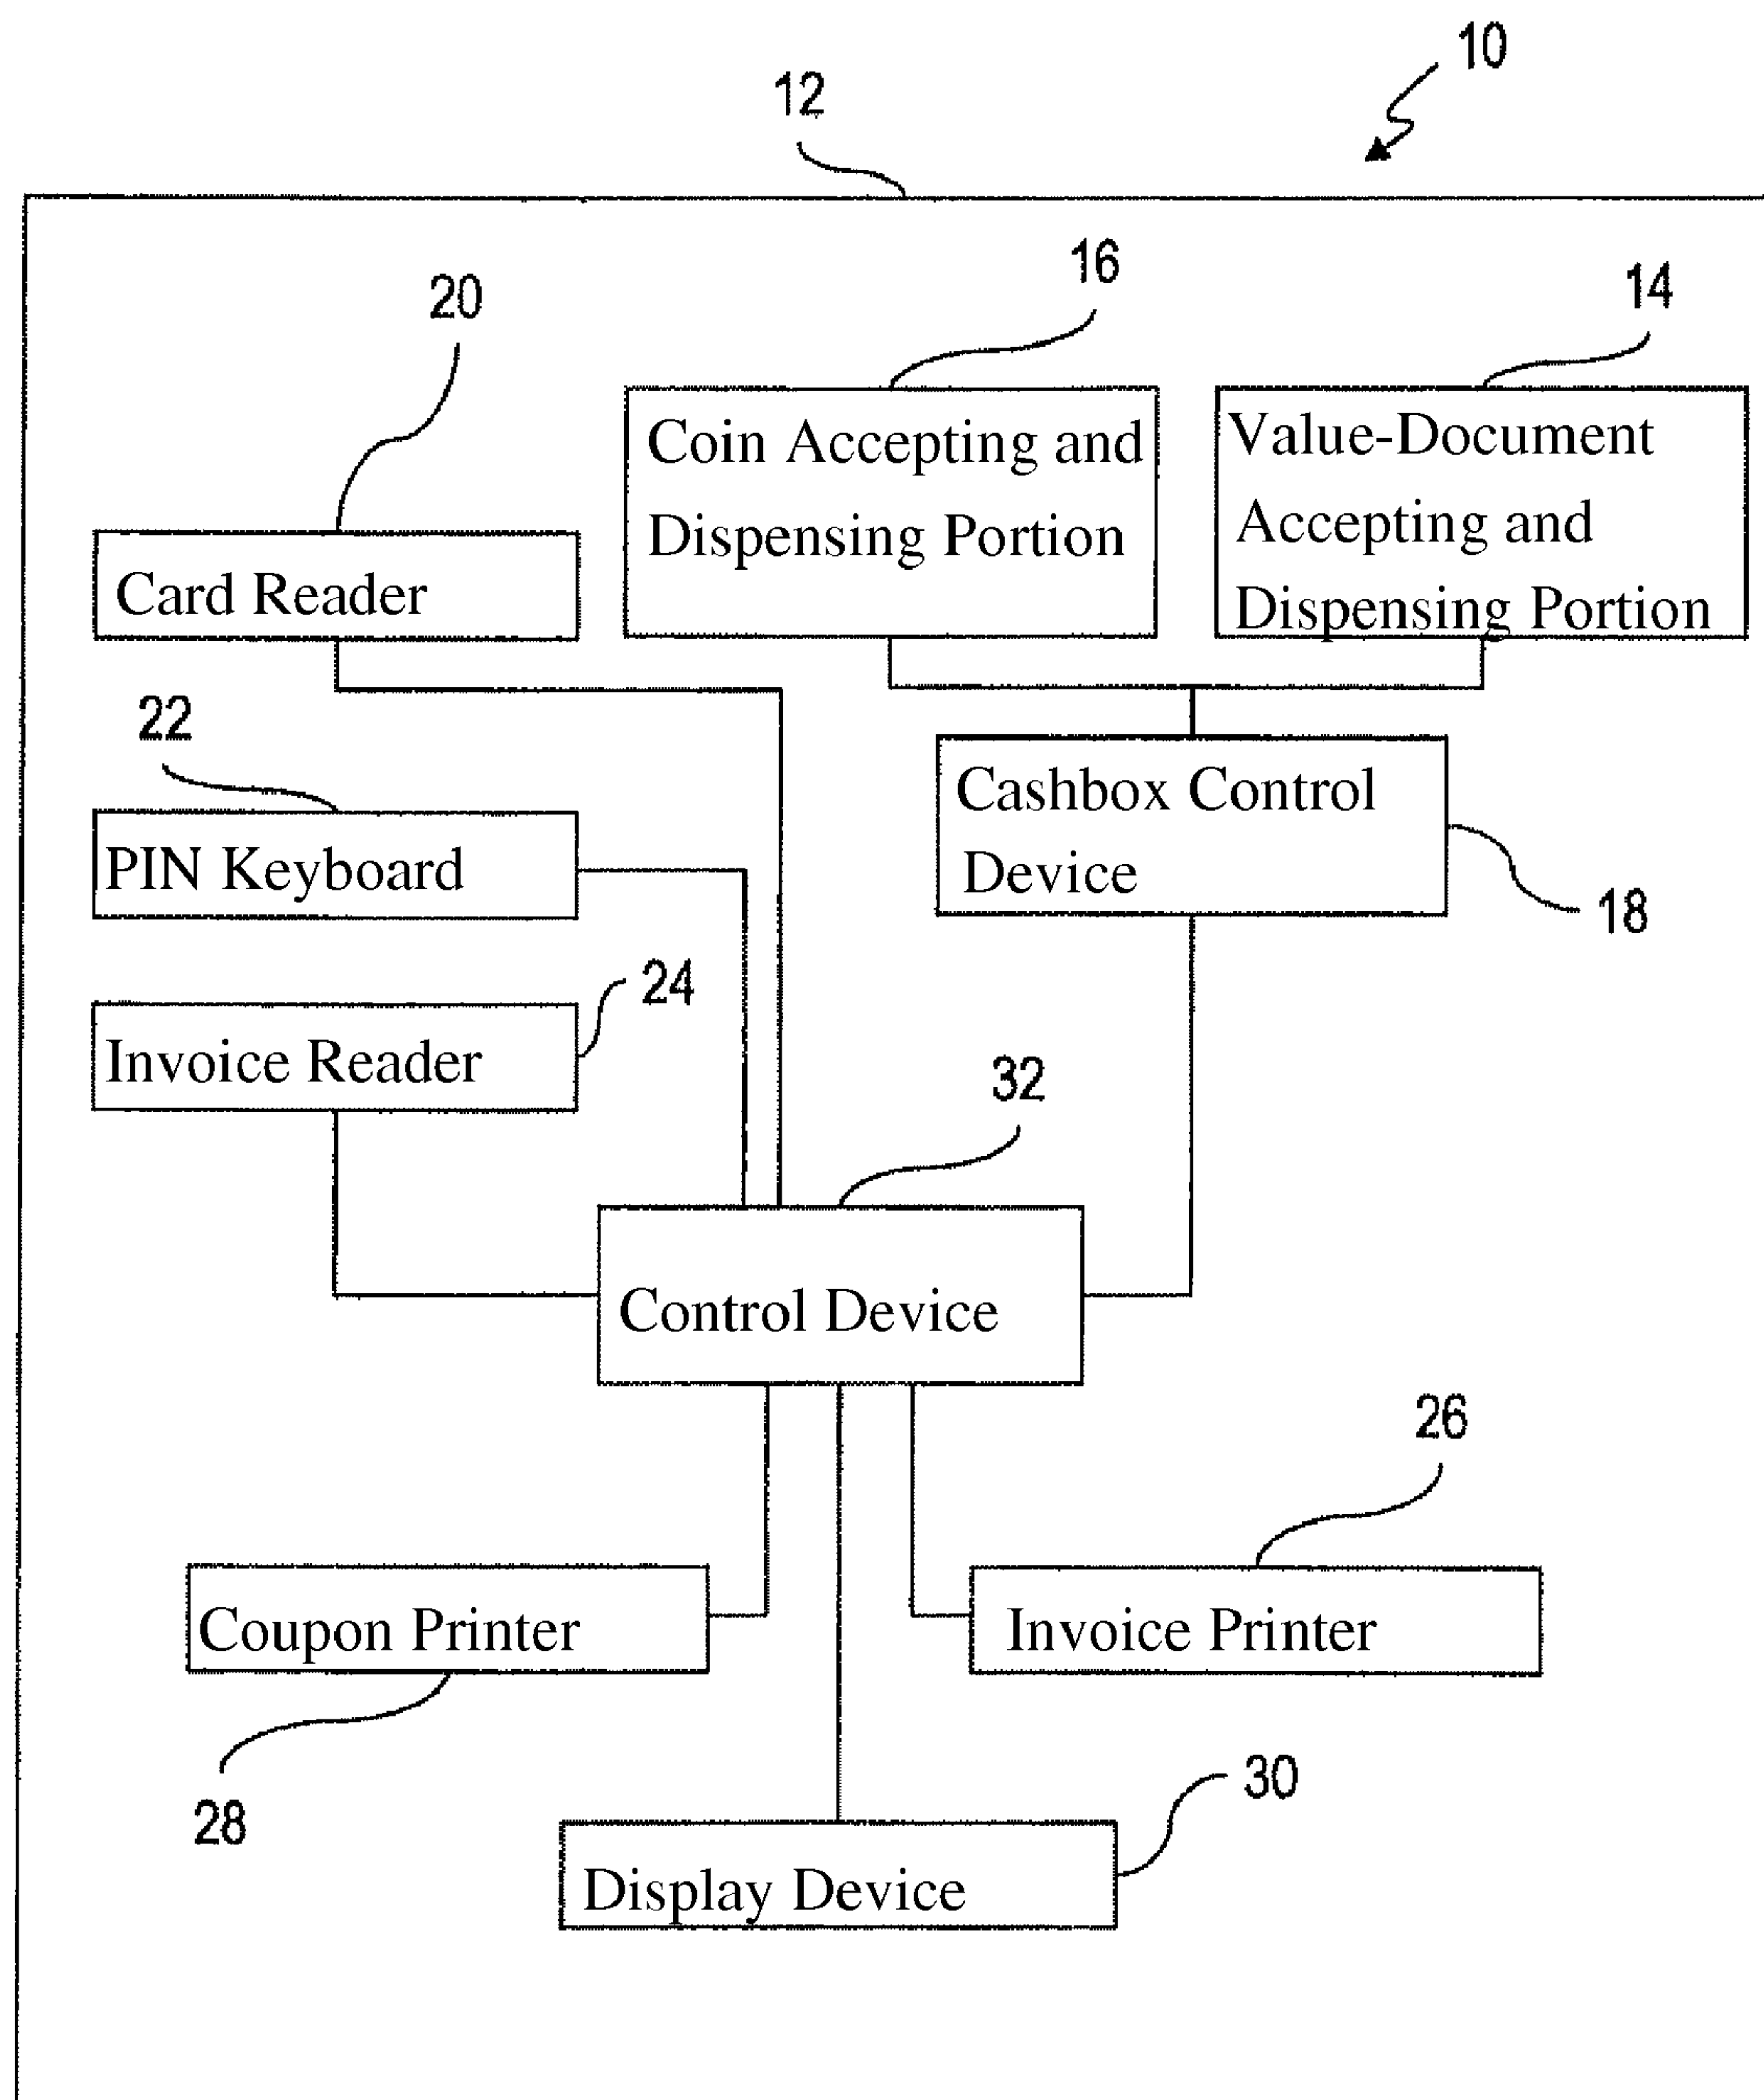 10
12
16
14
20
Coin Accepting and
Dispensing Portion
Value-Document
Accepting and
Dispensing Portion
Card Reader
22
Cashbox Control
Device
PIN Keyboard
18
24
Invoice Reader
32
Control Device
26
Coupon Printer
Invoice Printer
28
30
Display Device